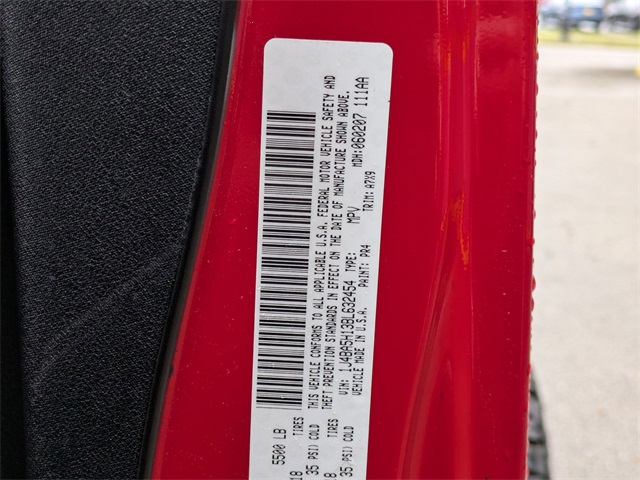 5500 LB
18 TIRES
35 PSI) COLD
8 TIRES
35 PSI) COLD
THIS VEHICLE CONFORMS TO ALL APPLICABLE U.S.A. FEDERAL MOTOR VEHICLE SAFETY AND
THEFT PREVENTION STANDARDS IN EFFECT ON THE DATE OF MANUFACTURE SHOWN ABOVE.
VIN: 1J4BA5H13BL632454 TYPE: MPV MDH:060207 111AA
VEHICLE MADE IN U.S.A. PAINT: PR4 TRIM: A7X9